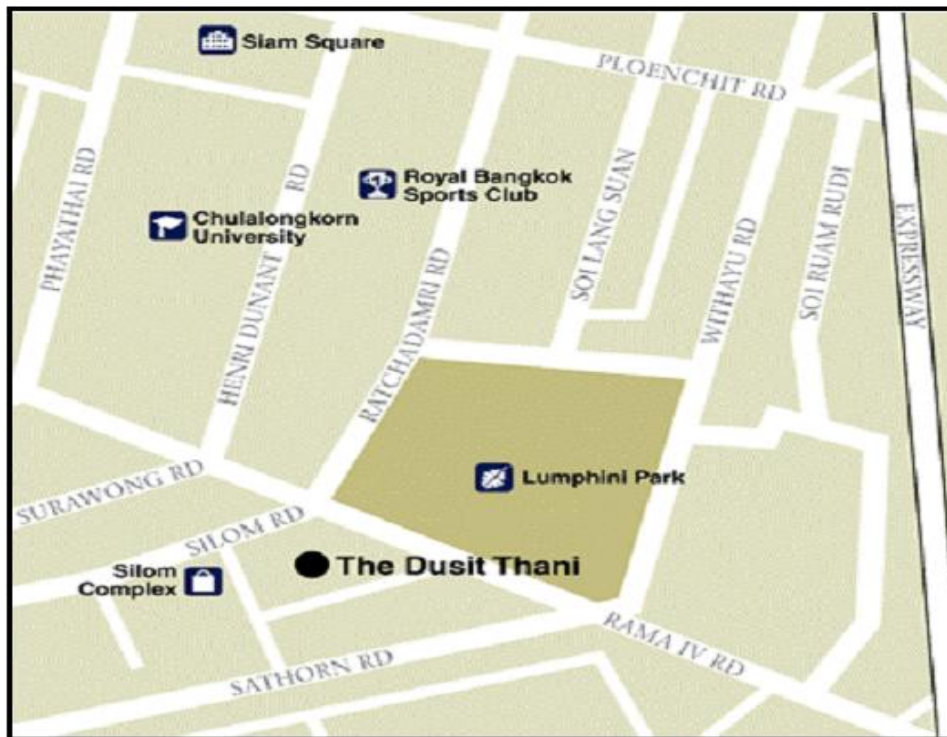 Siam Square
PLOENCHIT RD
PHAYATHAI RD
Royal Bangkok
Sports Club
Chulalongkorn
University
HENRI DUNANT RD
RATCHADAMRI RD
SOI LANG SUAN
WITHAYU RD
SOI RUAM RUDI
EXPRESSWAY
Lumphini Park
SURAWONG RD
SILOM RD
The Dusit Thani
Silom
Complex
SATHORN RD
RAMA IV RD